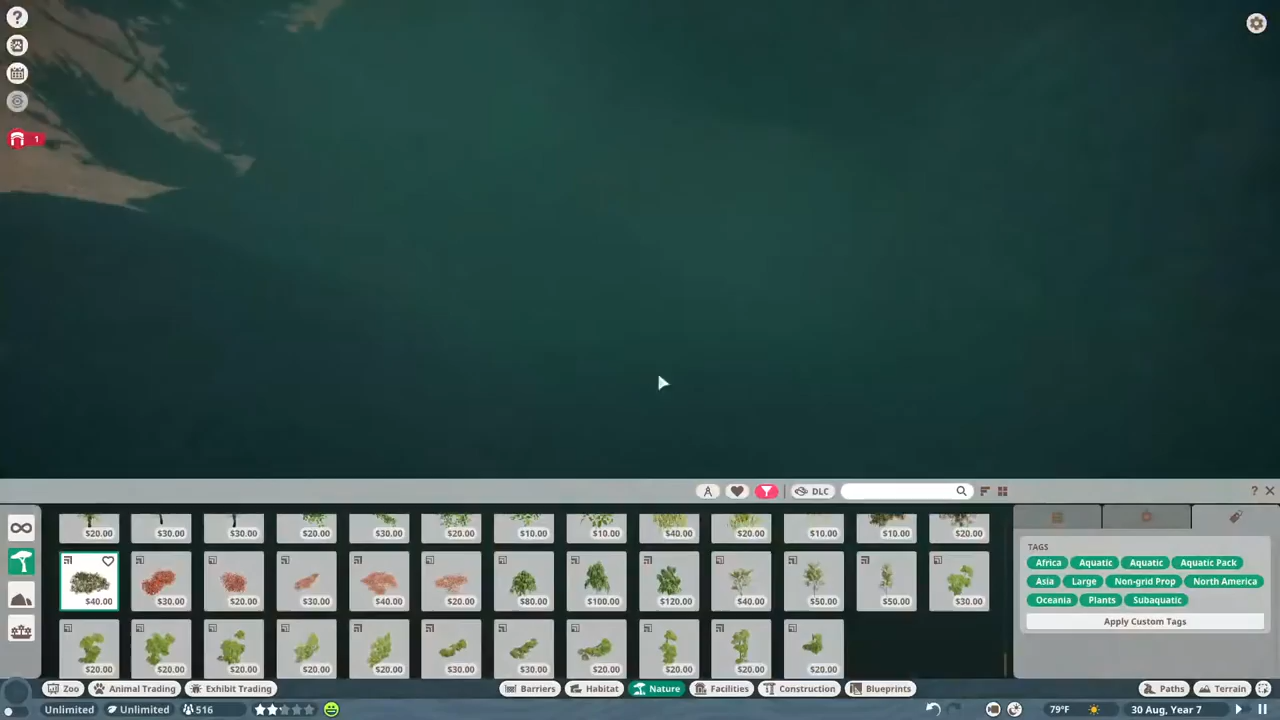 ?
1
DLC
? ×
$20.00 $30.00 $20.00 $30.00 $30.00 $20.00 $10.00 $10.00 $40.00 $20.00 $10.00 $10.00 $20.00
$40.00 $30.00 $20.00 $30.00 $40.00 $20.00 $80.00 $100.00 $120.00 $40.00 $50.00 $50.00 $30.00
$20.00 $20.00 $20.00 $20.00 $20.00 $30.00 $30.00 $20.00 $20.00 $20.00 $20.00
TAGS
Africa Aquatic Aquatic Aquatic Pack
Asia Large Non-grid Prop North America
Oceania Plants Subaquatic
Apply Custom Tags
Zoo Animal Trading Exhibit Trading Barriers Habitat Nature Facilities Construction Blueprints Paths Terrain
Unlimited Unlimited 516 79°F 30 Aug, Year 7